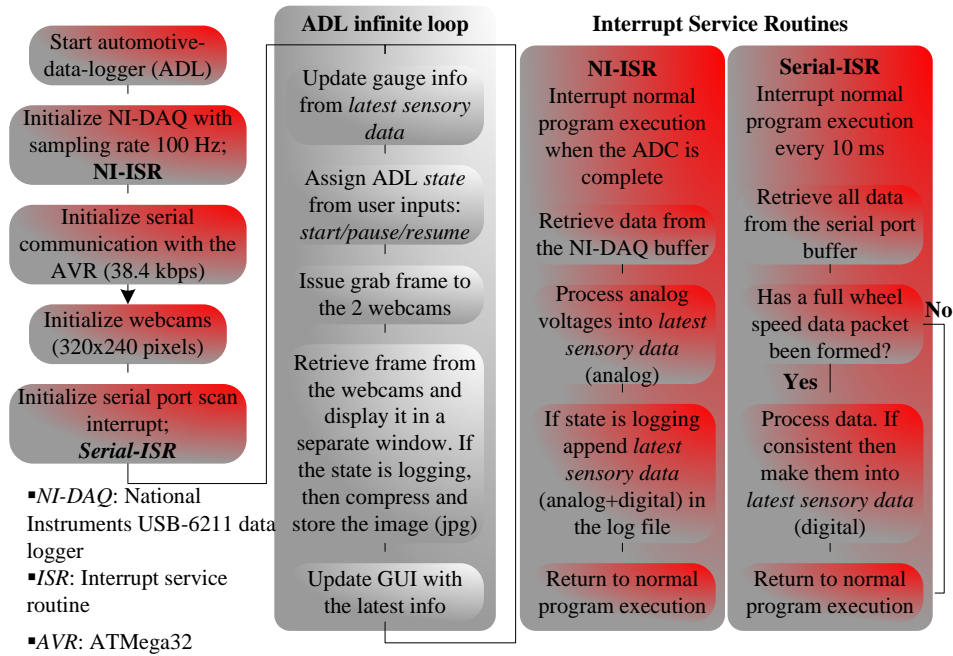 Start automotive-
data-logger (ADL)
Initialize NI-DAQ with
sampling rate 100 Hz;
NI-ISR
Initialize serial
communication with the
AVR (38.4 kbps)
Initialize webcams
(320x240 pixels)
Initialize serial port scan
interrupt;
Serial-ISR
▪NI-DAQ: National
Instruments USB-6211 data
logger
▪ISR: Interrupt service
routine
▪AVR: ATMega32
ADL infinite loop
Update gauge info
from latest sensory
data
Assign ADL state
from user inputs:
start/pause/resume
Issue grab frame to
the 2 webcams
Retrieve frame from
the webcams and
display it in a
separate window. If
the state is logging,
then compress and
store the image (jpg)
Update GUI with
the latest info
Interrupt Service Routines
NI-ISR
Interrupt normal
program execution
when the ADC is
complete
Retrieve data from
the NI-DAQ buffer
Process analog
voltages into latest
sensory data
(analog)
If state is logging
append latest
sensory data
(analog+digital) in
the log file
Return to normal
program execution
Serial-ISR
Interrupt normal
program execution
every 10 ms
Retrieve all data
from the serial port
buffer
Has a full wheel
speed data packet
been formed?
No
Yes
Process data. If
consistent then
make them into
latest sensory data
(digital)
Return to normal
program execution